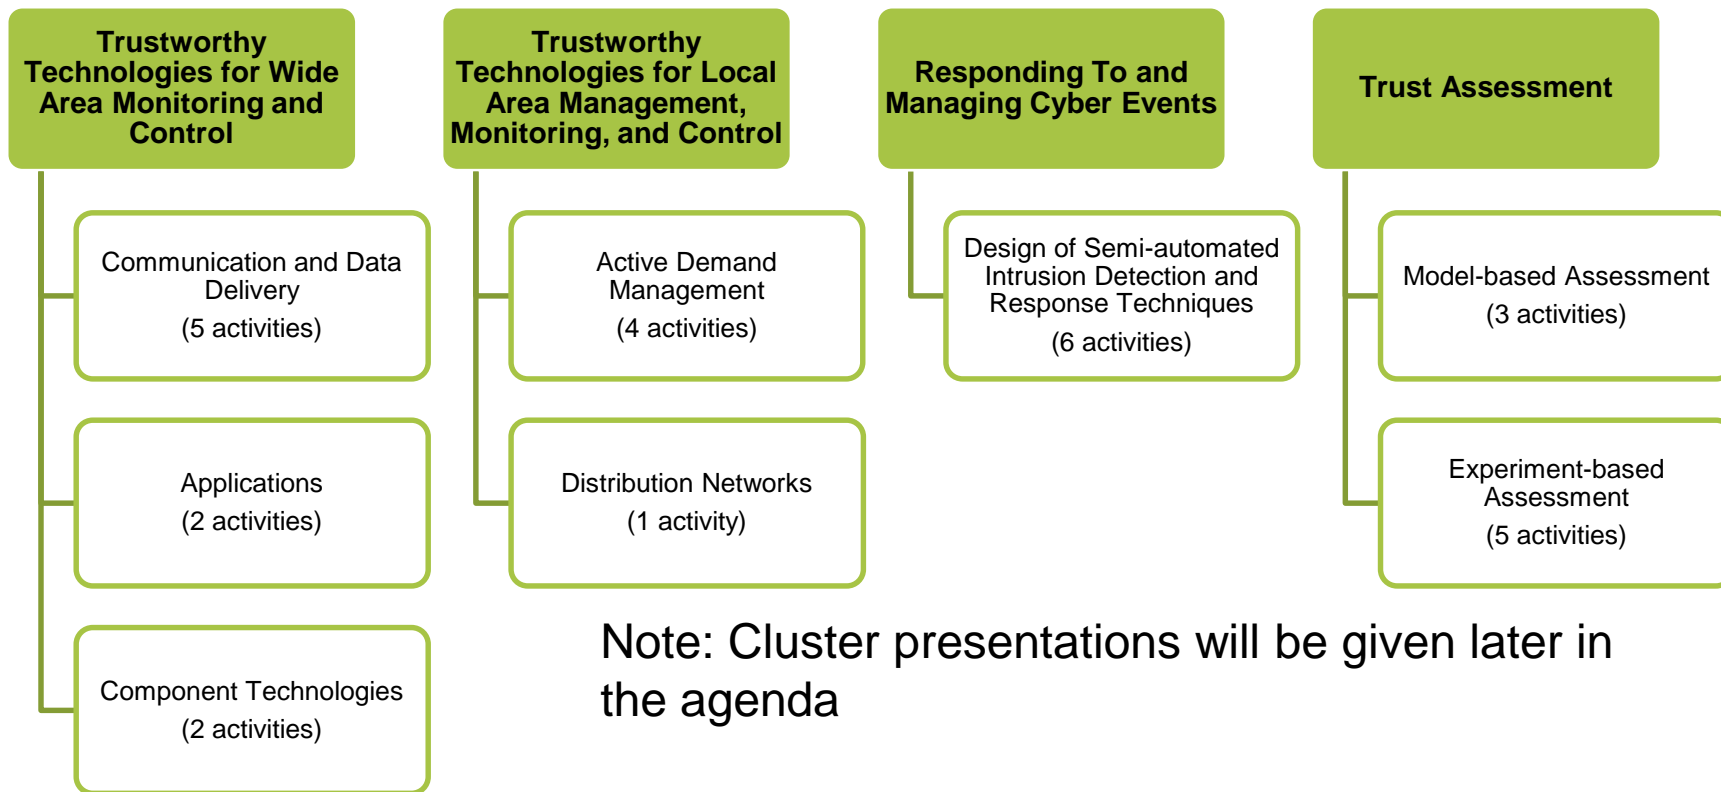 Trustworthy
Technologies for Wide
Area Monitoring and
Control
Communication and Data
Delivery
(5 activities)
Applications
(2 activities)
Component Technologies
(2 activities)
Trustworthy
Technologies for Local
Area Management,
Monitoring, and Control
Active Demand
Management
(4 activities)
Distribution Networks
(1 activity)
Responding To and
Managing Cyber Events
Design of Semi-automated
Intrusion Detection and
Response Techniques
(6 activities)
Trust Assessment
Model-based Assessment
(3 activities)
Experiment-based
Assessment
(5 activities)
Note: Cluster presentations will be given later in
the agenda